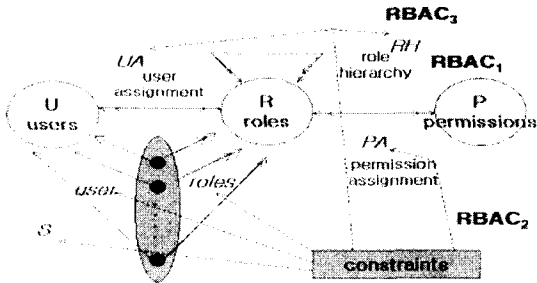 RBAC3
UA
user
assignment
RH
role
hierarchy
RBAC1
U
users
R
roles
P
permissions
PA
permission
assignment
user
roles
S
RBAC2
constraints